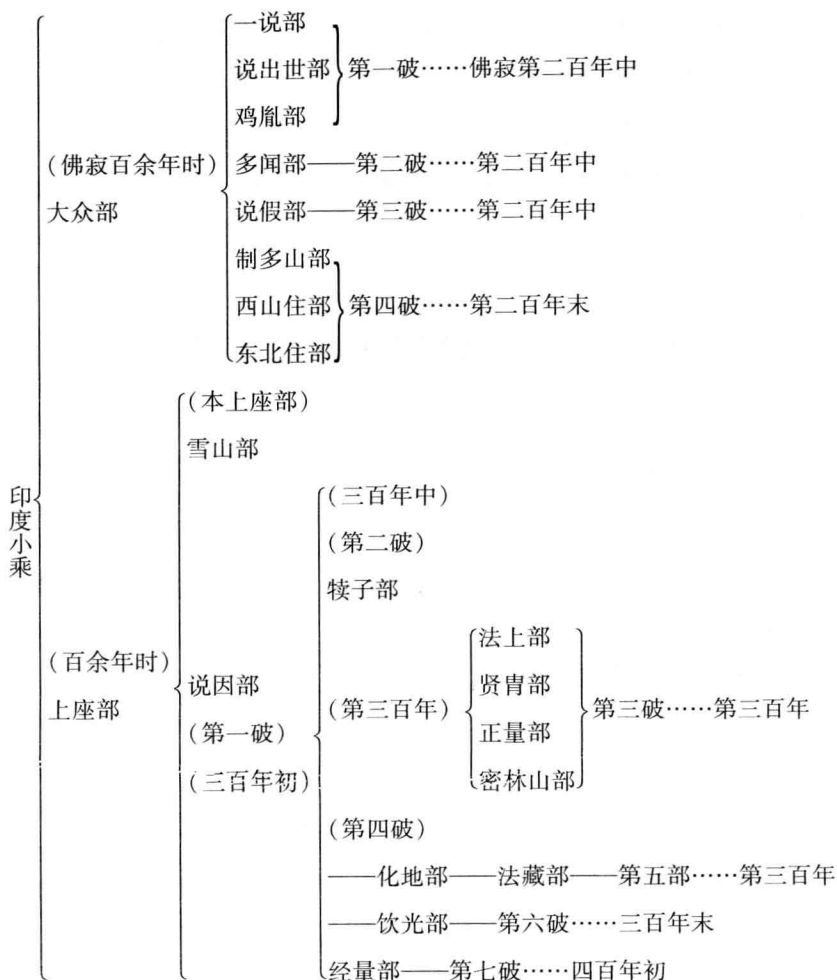 一说部
说出世部 第一破……佛寂第二百年中
鸡胤部
(佛寂百余年时) 多闻部——第二破……第二百年中
大众部 说假部——第三破……第二百年中
制多山部
西山住部 第四破……第二百年末
东北住部
(本上座部)
雪山部
印度小乘
(三百年中)
(第二破)
犊子部
法上部
(百余年时)
上座部
说因部
(第一破)
(三百年初)
(第三百年)
贤胄部
正量部
密林山部
第三破……第三百年
(第四破)
——化地部——法藏部——第五部……第三百年
——饮光部——第六破……三百年末
经量部——第七破……四百年初